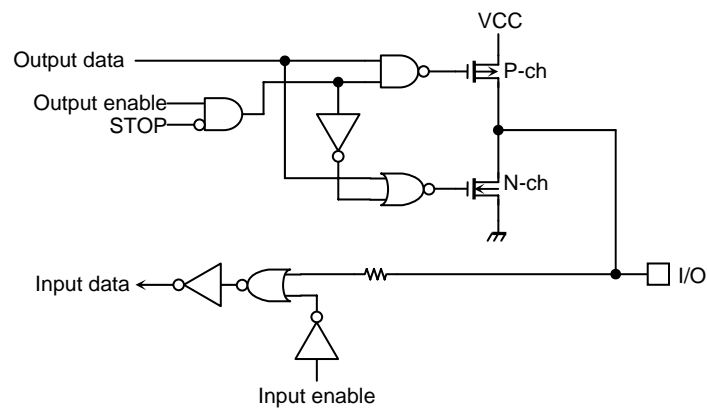 VCC
Output data
P-ch
Output enable
STOP
N-ch
Input data
I/O
Input enable